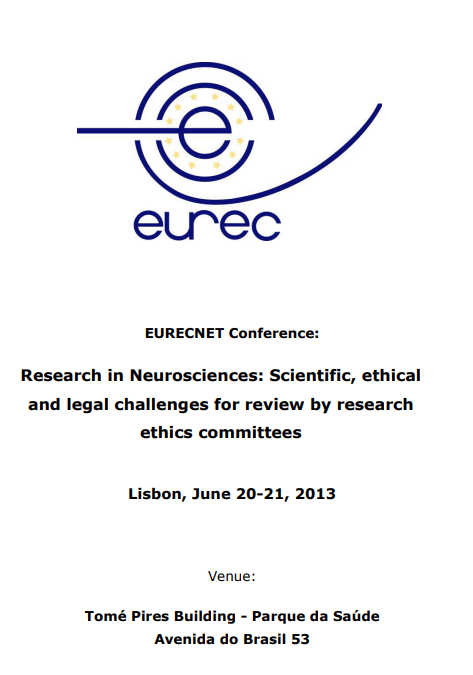 eurec
EURECNET Conference:
Research in Neurosciences: Scientific, ethical
and legal challenges for review by research
ethics committees
Lisbon, June 20-21, 2013
Venue:
Tomé Pires Building - Parque da Saúde
Avenida do Brasil 53